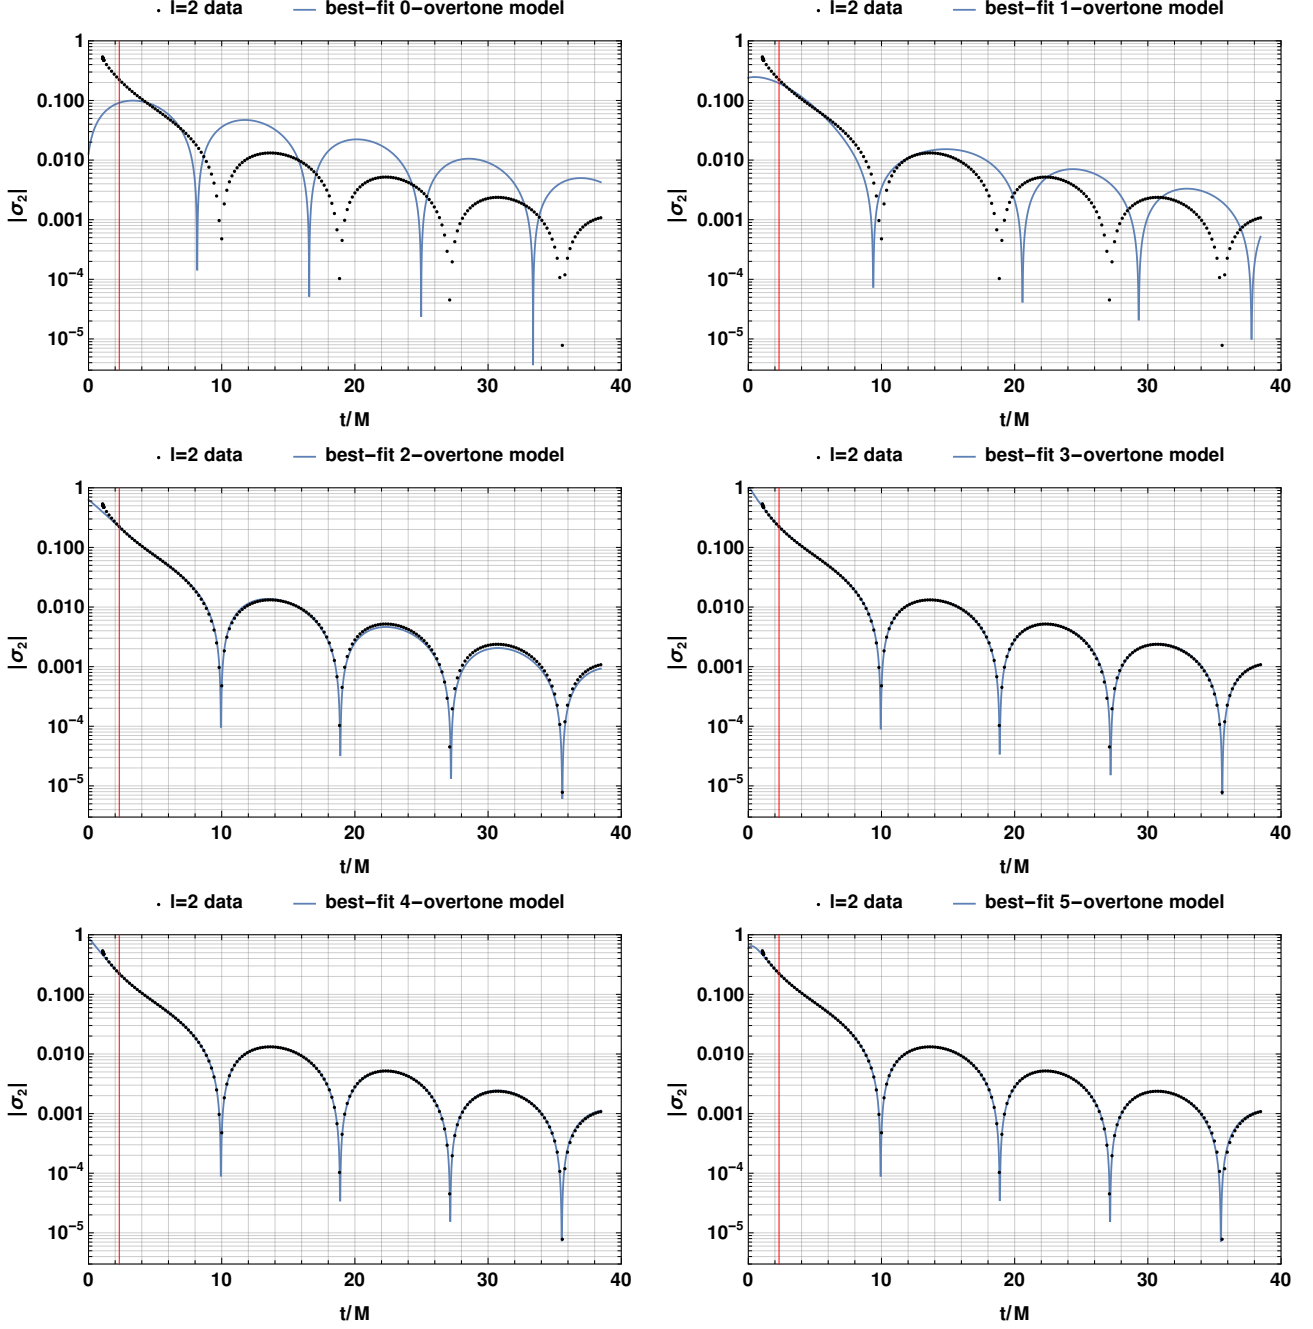 l=2 data best-fit 0-overtone model
1
0.100
0.010
0.001
10⁻⁴
10⁻⁵
|σ₂|
0 10 20 30 40
t/M
l=2 data best-fit 1-overtone model
1
0.100
0.010
0.001
10⁻⁴
10⁻⁵
|σ₂|
0 10 20 30 40
t/M
l=2 data best-fit 2-overtone model
1
0.100
0.010
0.001
10⁻⁴
10⁻⁵
|σ₂|
0 10 20 30 40
t/M
l=2 data best-fit 3-overtone model
1
0.100
0.010
0.001
10⁻⁴
10⁻⁵
|σ₂|
0 10 20 30 40
t/M
l=2 data best-fit 4-overtone model
1
0.100
0.010
0.001
10⁻⁴
10⁻⁵
|σ₂|
0 10 20 30 40
t/M
l=2 data best-fit 5-overtone model
1
0.100
0.010
0.001
10⁻⁴
10⁻⁵
|σ₂|
0 10 20 30 40
t/M